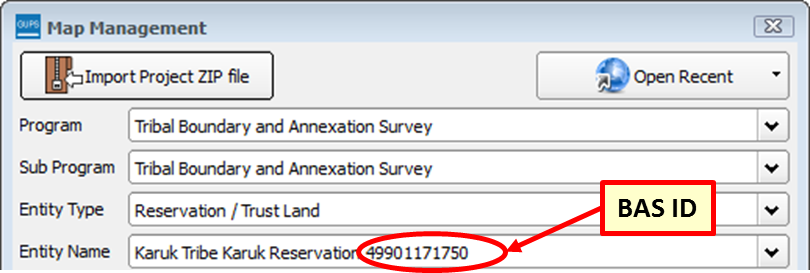 GUPS Map Management
Import Project ZIP file Open Recent
Program Tribal Boundary and Annexation Survey
Sub Program Tribal Boundary and Annexation Survey
Entity Type Reservation / Trust Land
BAS ID
Entity Name Karuk Tribe Karuk Reservation 49901171750